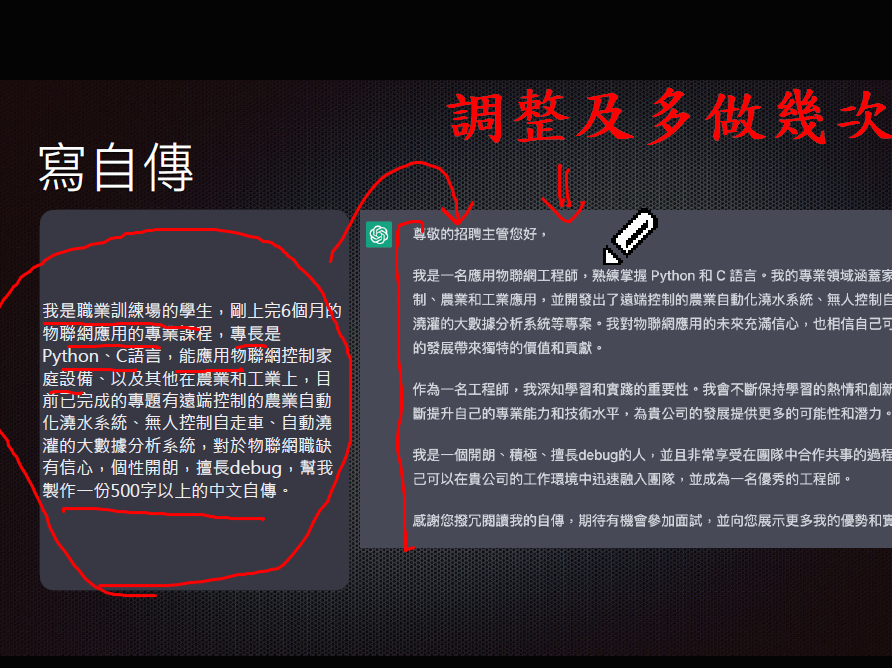 調整及多做幾次
寫自傳
我是職業訓練場的學生，剛上完6個月的
物聯網應用的專業課程，專長是
Python、C語言，能應用物聯網控制家
庭設備、以及其他在農業和工業上，目
前已完成的專題有遠端控制的農業自動
化澆水系統、無人控制自走車、自動澆
灌的大數據分析系統，對於物聯網職缺
有信心，個性開朗，擅長debug，幫我
製作一份500字以上的中文自傳。
尊敬的招聘主管您好，
我是一名應用物聯網工程師，熟練掌握 Python 和 C 語言。我的專業領域涵蓋家
制、農業和工業應用，並開發出了遠端控制的農業自動化澆水系統、無人控制自
澆灌的大數據分析系統等專案。我對物聯網應用的未來充滿信心，也相信自己可
的發展帶來獨特的價值和貢獻。
作為一名工程師，我深知學習和實踐的重要性。我會不斷保持學習的熱情和創新
斷提升自己的專業能力和技術水平，為貴公司的發展提供更多的可能性和潛力。
我是一個開朗、積極、擅長debug的人，並且非常享受在團隊中合作共事的過程
己可以在貴公司的工作環境中迅速融入團隊，並成為一名優秀的工程師。
感謝您撥冗閱讀我的自傳，期待有機會參加面試，並向您展示更多我的優勢和實